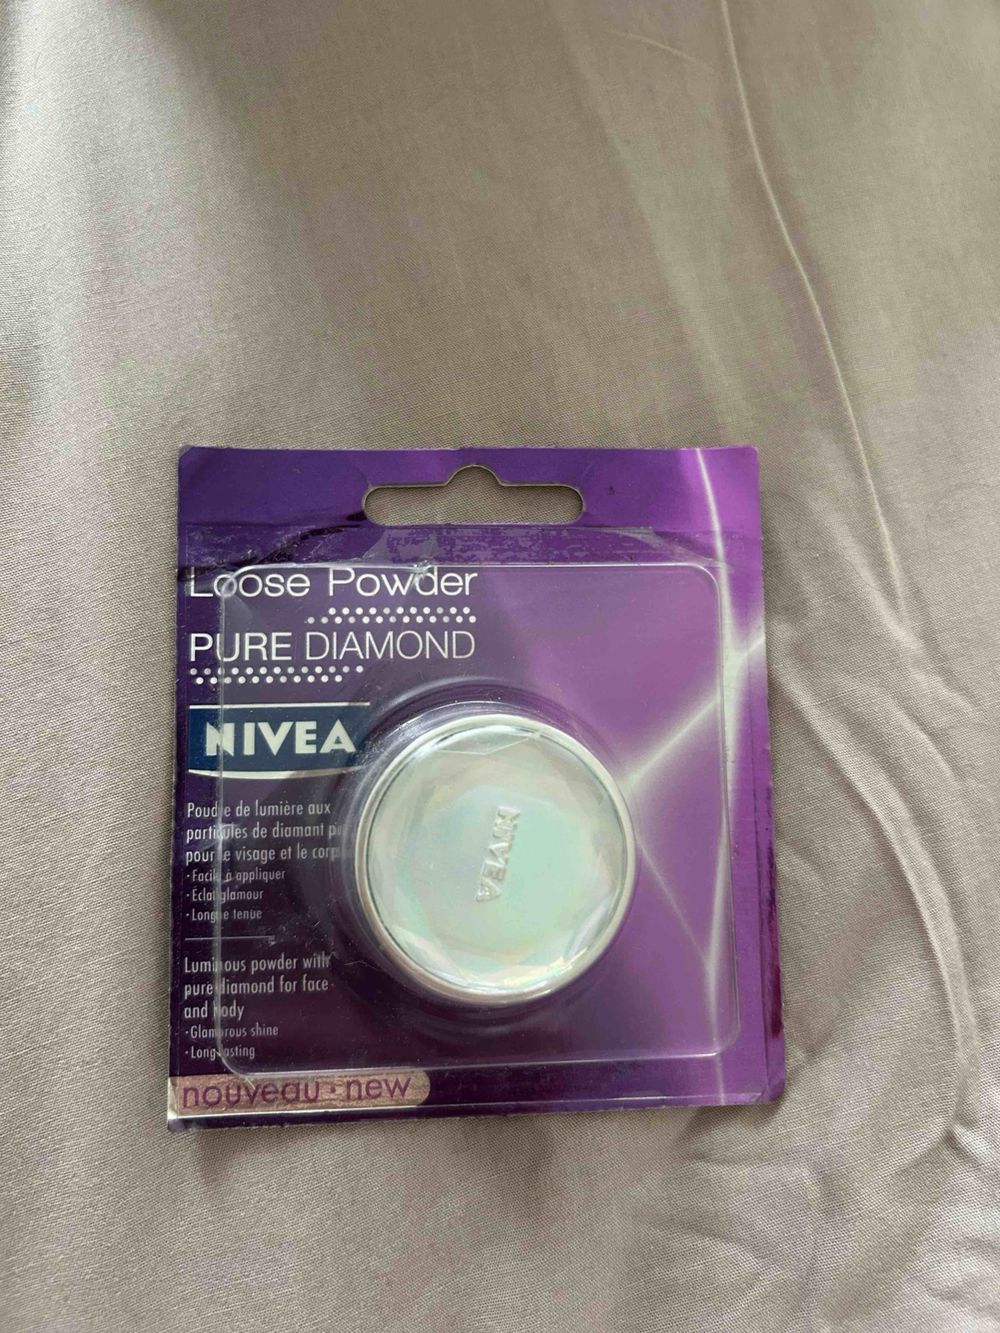 Loose Powder
PURE DIAMOND
NIVEA
Poudre de lumière aux
particules de diamant
pour le visage et le corps
·Facile à appliquer
·Éclat glamour
·Longue tenue
Luminous powder with
pure diamond for face
and body
·Glamorous shine
·Long lasting
nouveau·new
NIVEA